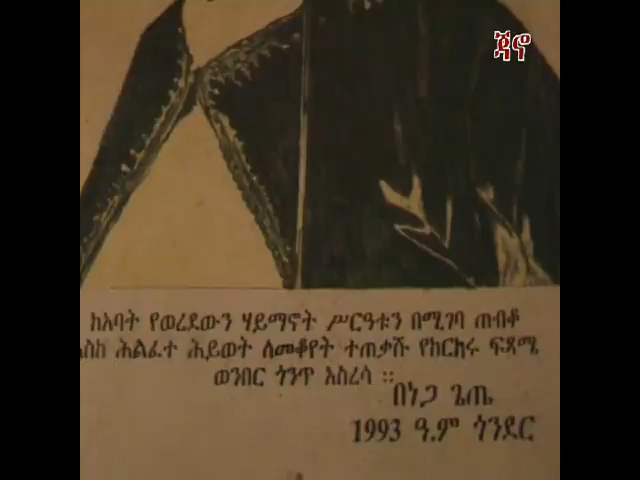 ጃኖ
ከአባት የወረደውን ሃይማኖት ሥርዓቱን በሚገባ ጠብቆ
እስከ ሕልፈተ ሕይወት ለመቆየት ተጠቃሹ የከርከሩ ፍጻሜ
ወንበር ጎንጥ አስረሳ ።
በነጋ ጌጤ
1993 ዓ.ም ጎንደር